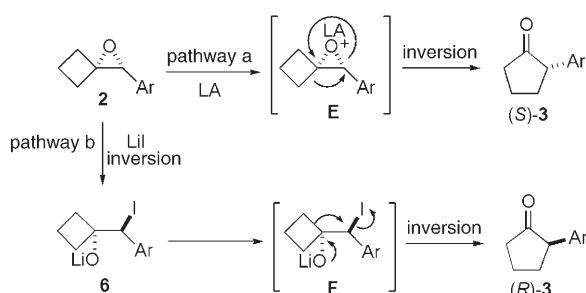 O
Ar
2
pathway a
LA
LA
O+
Ar
E
inversion
O
Ar
(S)-3
pathway b
LiI
inversion
I
LiO
Ar
6
I
LiO
Ar
F
inversion
O
Ar
(R)-3